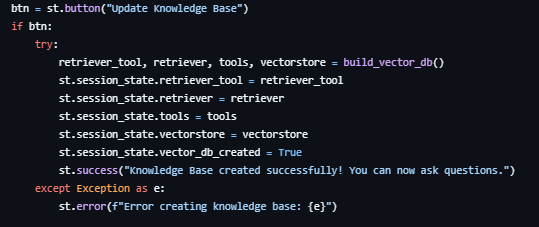 btn = st.button("Update Knowledge Base")
if btn:
    try:
        retriever_tool, retriever, tools, vectorstore = build_vector_db()
        st.session_state.retriever_tool = retriever_tool
        st.session_state.retriever = retriever
        st.session_state.tools = tools
        st.session_state.vectorstore = vectorstore
        st.session_state.vector_db_created = True
        st.success("Knowledge Base created successfully! You can now ask questions.")
    except Exception as e:
        st.error(f"Error creating knowledge base: {e}")